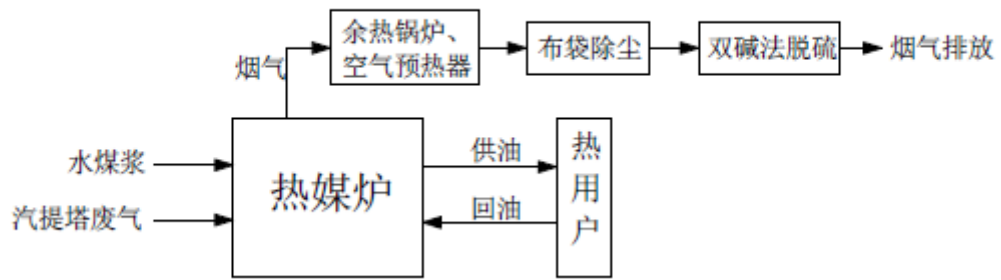 余热锅炉、
空气预热器
布袋除尘
双碱法脱硫
烟气排放
烟气
水煤浆
汽提塔废气
热媒炉
供油
回油
热用户